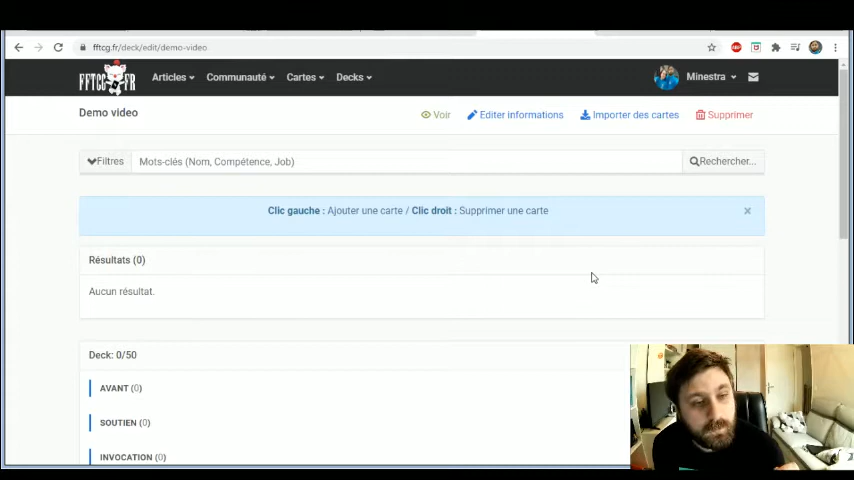 fftcg.fr/deck/edit/demo-video
FFTCG FR
Articles
Communauté
Cartes
Decks
Minestra
Demo video
Voir
Editer informations
Importer des cartes
Supprimer
Filtres
Mots-clés (Nom, Compétence, Job)
Rechercher...
Clic gauche : Ajouter une carte / Clic droit : Supprimer une carte
×
Résultats (0)
Aucun résultat.
Deck: 0/50
AVANT (0)
SOUTIEN (0)
INVOCATION (0)